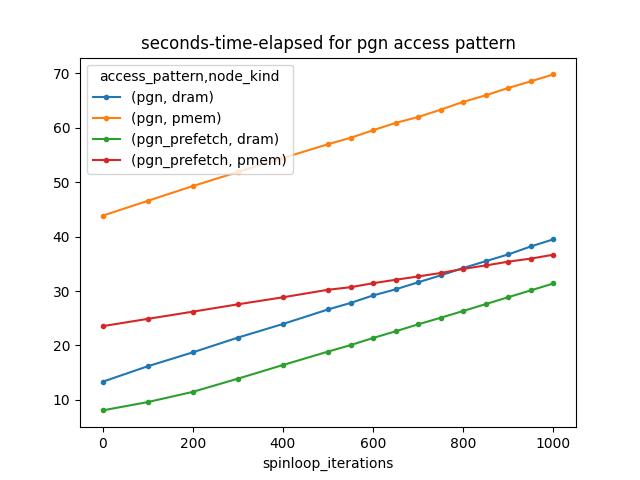 seconds-time-elapsed for pgn access pattern
access_pattern,node_kind
(pgn, dram)
(pgn, pmem)
(pgn_prefetch, dram)
(pgn_prefetch, pmem)
70
60
50
40
30
20
10
0 200 400 600 800 1000
spinloop_iterations